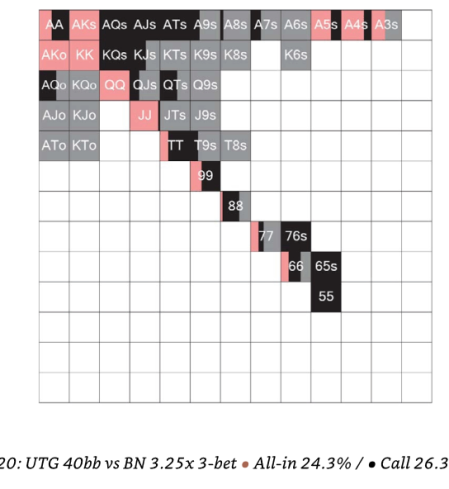 AA AKs AQs AJs ATs A9s A8s A7s A6s A5s A4s A3s
AKo KK KQs KJs KTs K9s K8s K6s
AQo KQo QQ QJs QTs Q9s
AJo KJo JJ JTs J9s
ATo KTo TT T9s T8s
99
88
77 76s
66 65s
55
20: UTG 40bb vs BN 3.25x 3-bet • All-in 24.3% / • Call 26.3